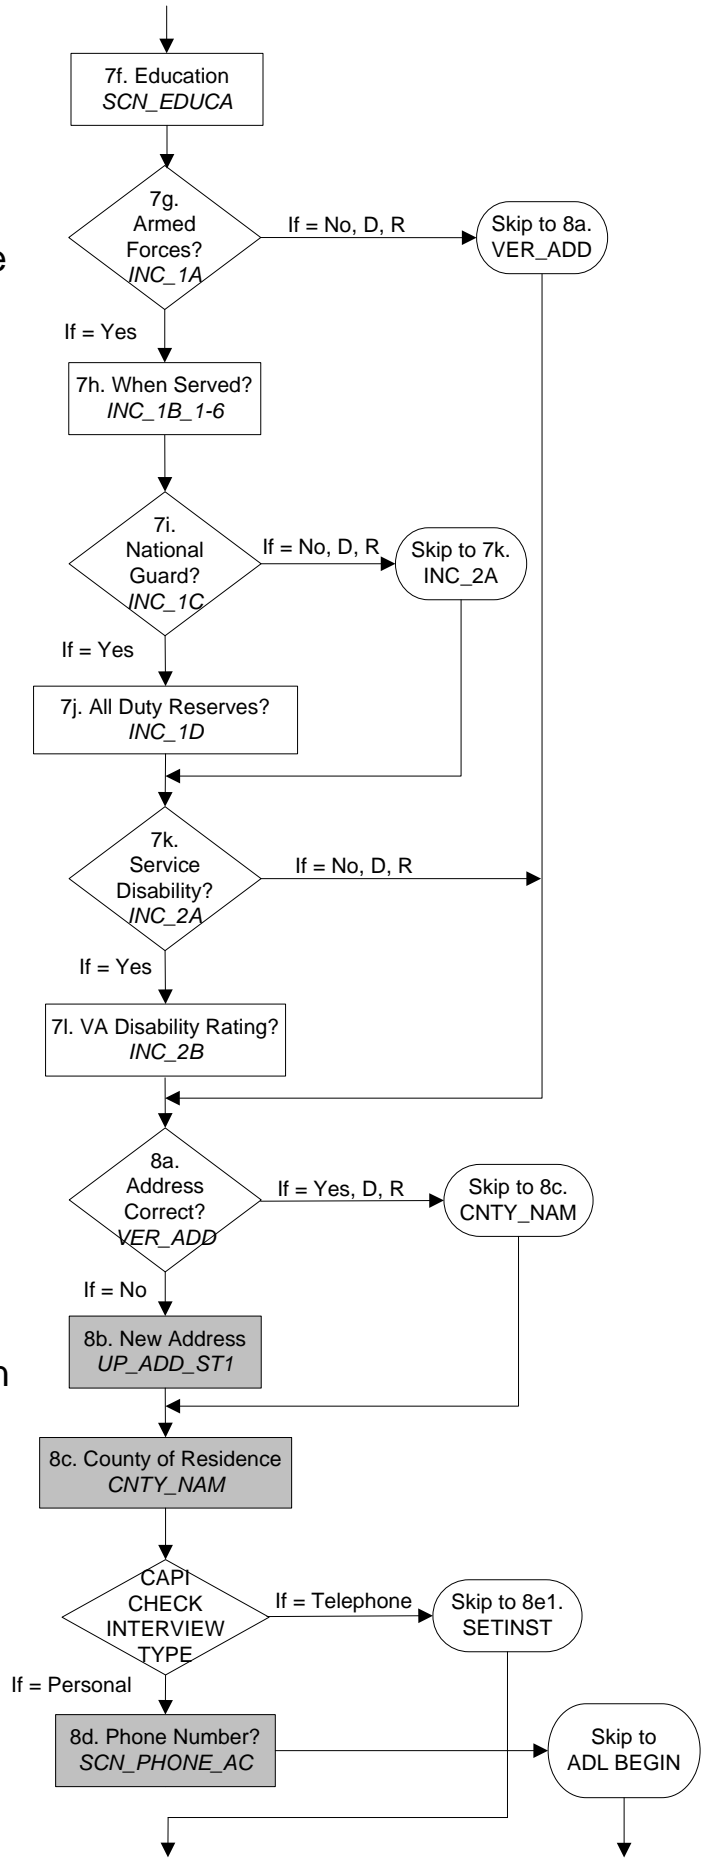 7f. Education
SCN_EDUCA
7g.
Armed
Forces?
INC_1A
If = No, D, R
Skip to 8a.
VER_ADD
e
If = Yes
7h. When Served?
INC_1B_1-6
7i.
National
Guard?
INC_1C
If = No, D, R
Skip to 7k.
INC_2A
If = Yes
7j. All Duty Reserves?
INC_1D
7k.
Service
Disability?
INC_2A
If = No, D, R
If = Yes
7l. VA Disability Rating?
INC_2B
8a.
Address
Correct?
VER_ADD
If = Yes, D, R
Skip to 8c.
CNTY_NAM
If = No
8b. New Address
UP_ADD_ST1
n
8c. County of Residence
CNTY_NAM
CAPI
CHECK
INTERVIEW
TYPE
If = Telephone
Skip to 8e1.
SETINST
If = Personal
8d. Phone Number?
SCN_PHONE_AC
Skip to
ADL BEGIN